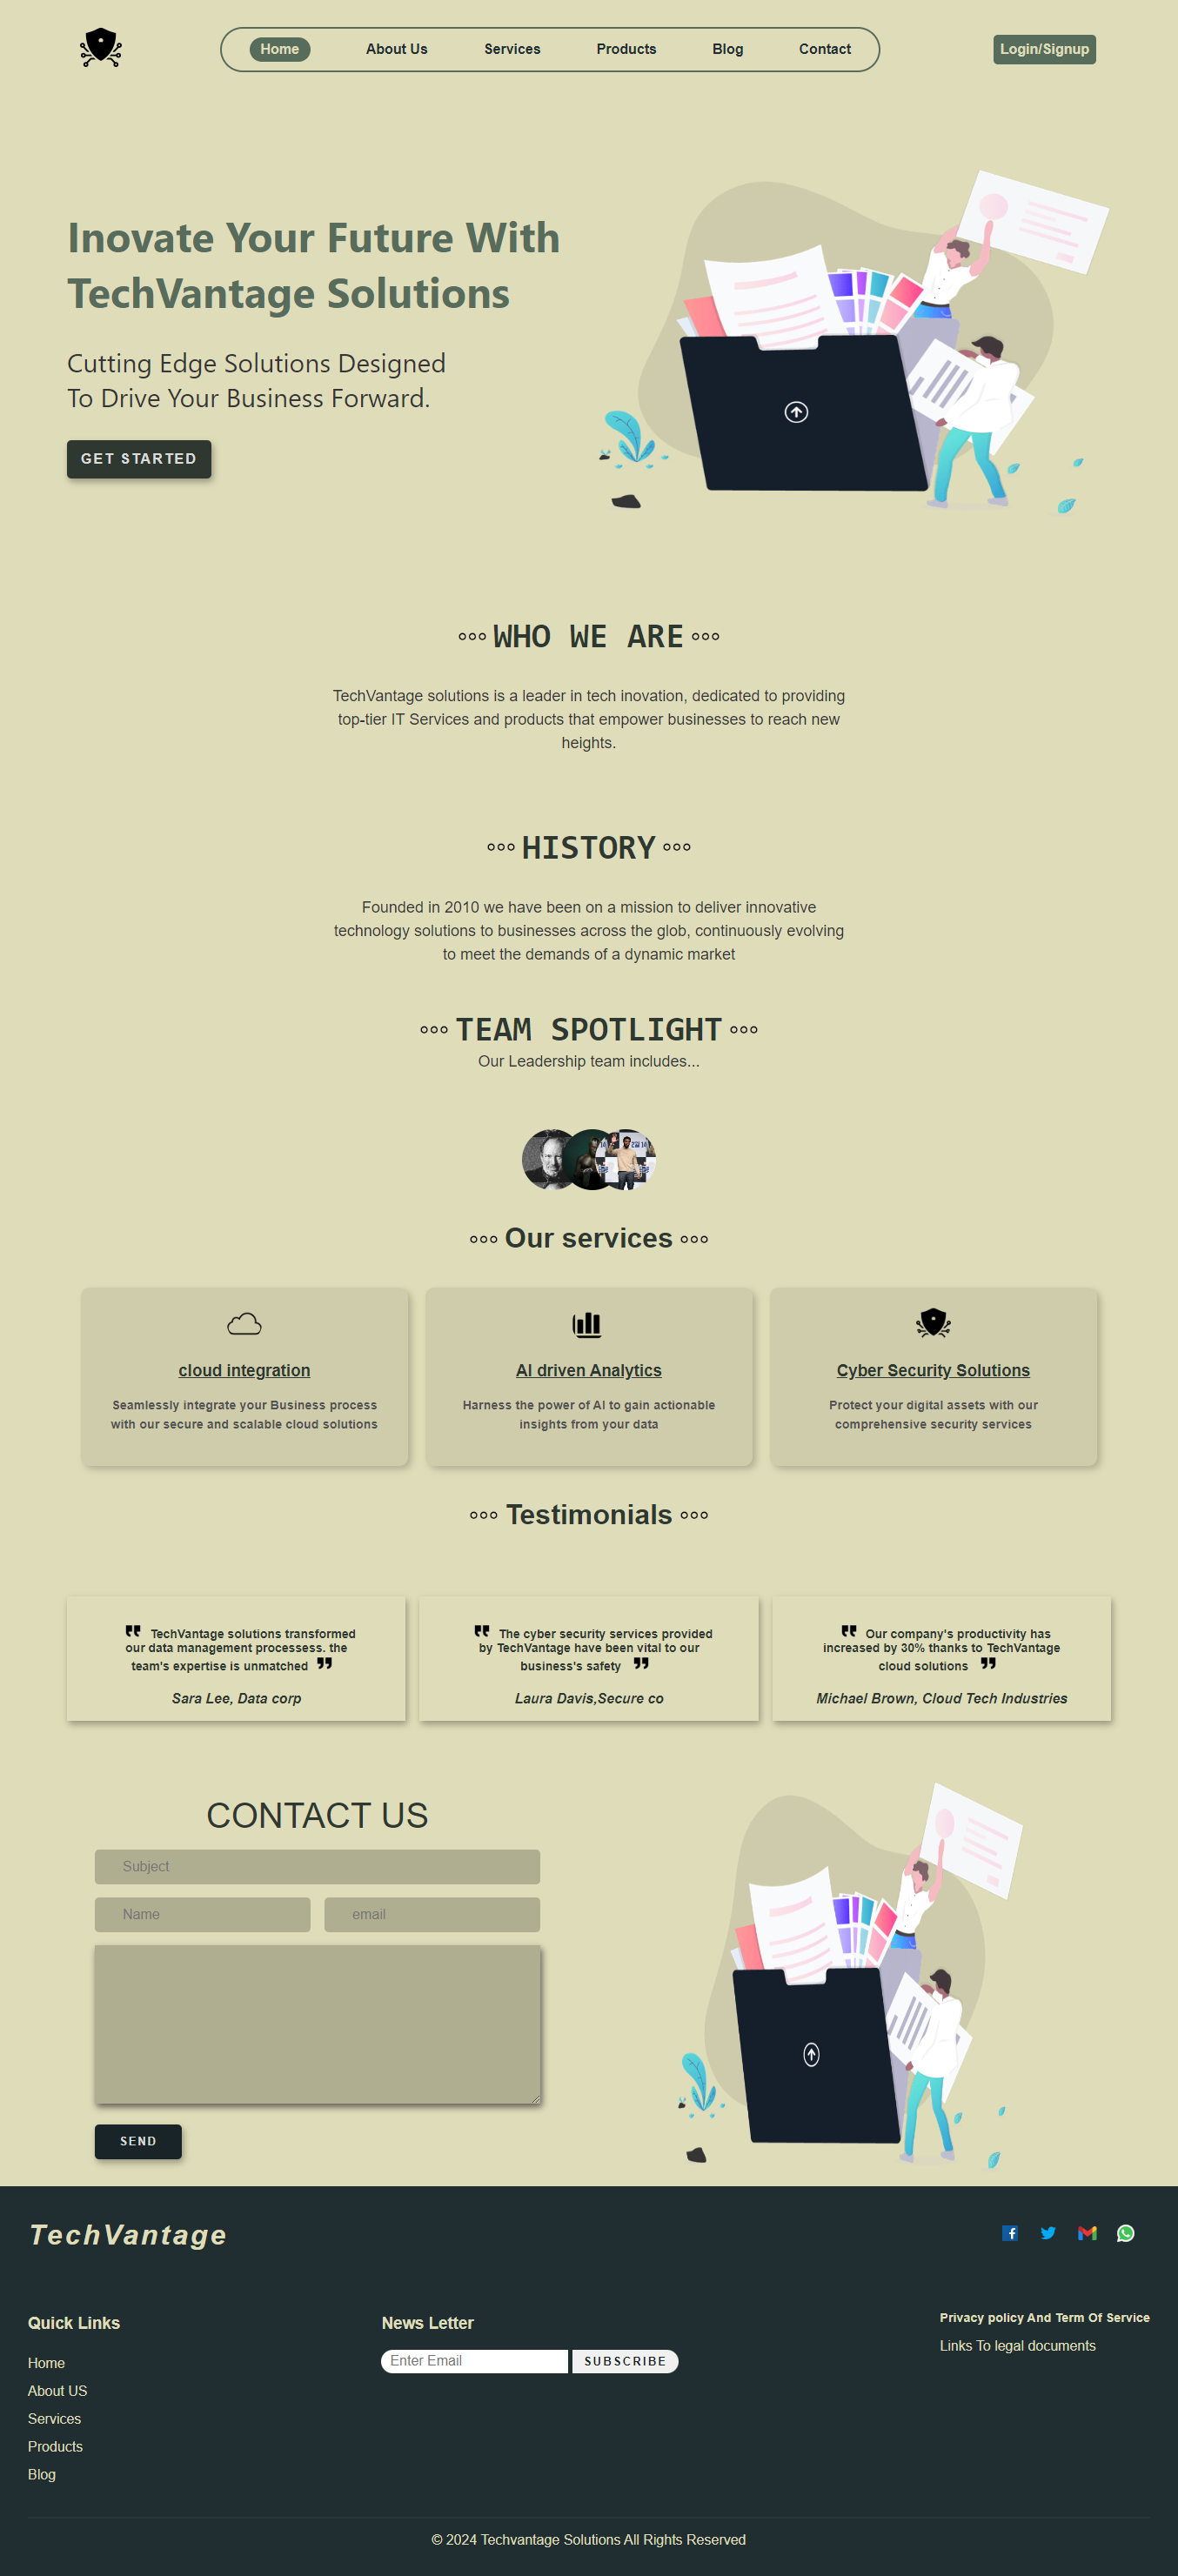 Home About Us Services Products Blog Contact Login/Signup
Inovate Your Future With
TechVantage Solutions
Cutting Edge Solutions Designed
To Drive Your Business Forward.
GET STARTED
WHO WE ARE
TechVantage solutions is a leader in tech inovation, dedicated to providing
top-tier IT Services and products that empower businesses to reach new
heights.
HISTORY
Founded in 2010 we have been on a mission to deliver innovative
technology solutions to businesses across the glob, continuously evolving
to meet the demands of a dynamic market
TEAM SPOTLIGHT
Our Leadership team includes...
Our services
cloud integration
Seamlessly integrate your Business process
with our secure and scalable cloud solutions
AI driven Analytics
Harness the power of AI to gain actionable
insights from your data
Cyber Security Solutions
Protect your digital assets with our
comprehensive security services
Testimonials
❞ TechVantage solutions transformed
our data management processess. the
team's expertise is unmatched ❞
Sara Lee, Data corp
❞ The cyber security services provided
by TechVantage have been vital to our
business's safety ❞
Laura Davis,Secure co
❞ Our company's productivity has
increased by 30% thanks to TechVantage
cloud solutions ❞
Michael Brown, Cloud Tech Industries
CONTACT US
Subject
Name email
SEND
TechVantage
Quick Links
Home
About US
Services
Products
Blog
News Letter
Enter Email SUBSCRIBE
Privacy policy And Term Of Service
Links To legal documents
© 2024 Techvantage Solutions All Rights Reserved